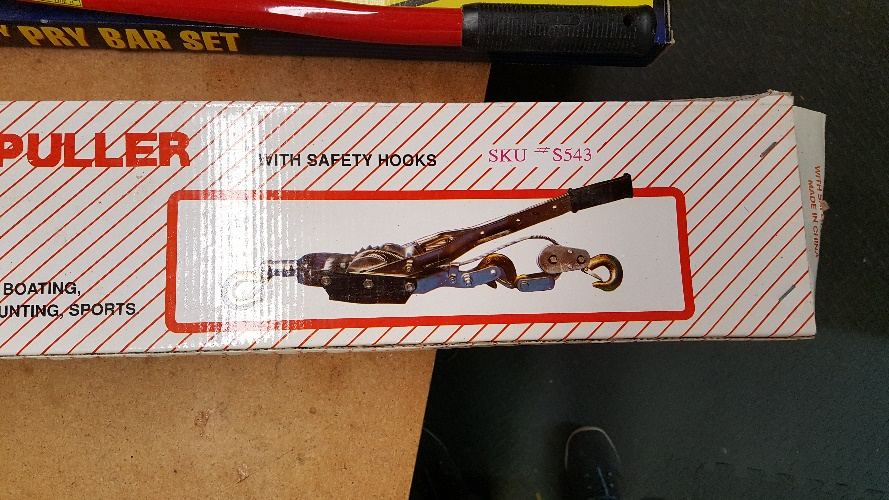 PRY BAR SET
PULLER
WITH SAFETY HOOKS
SKU #S543
BOATING,
UNTING, SPORTS
MADE IN CHINA